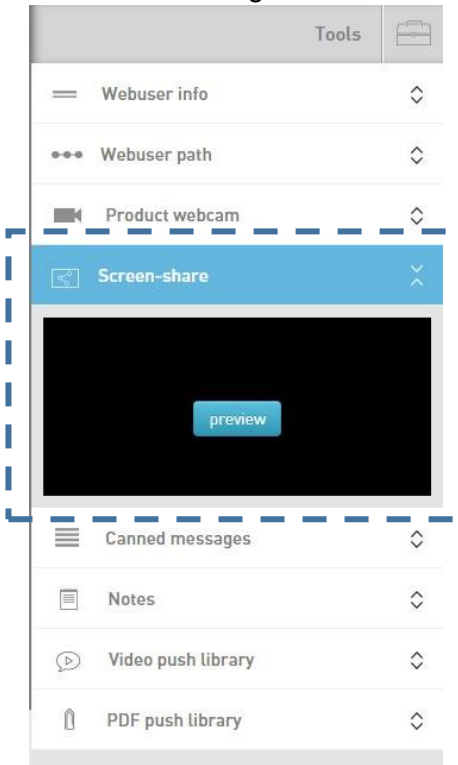 Tools
Webuser info
Webuser path
Product webcam
Screen-share
preview
Canned messages
Notes
Video push library
PDF push library